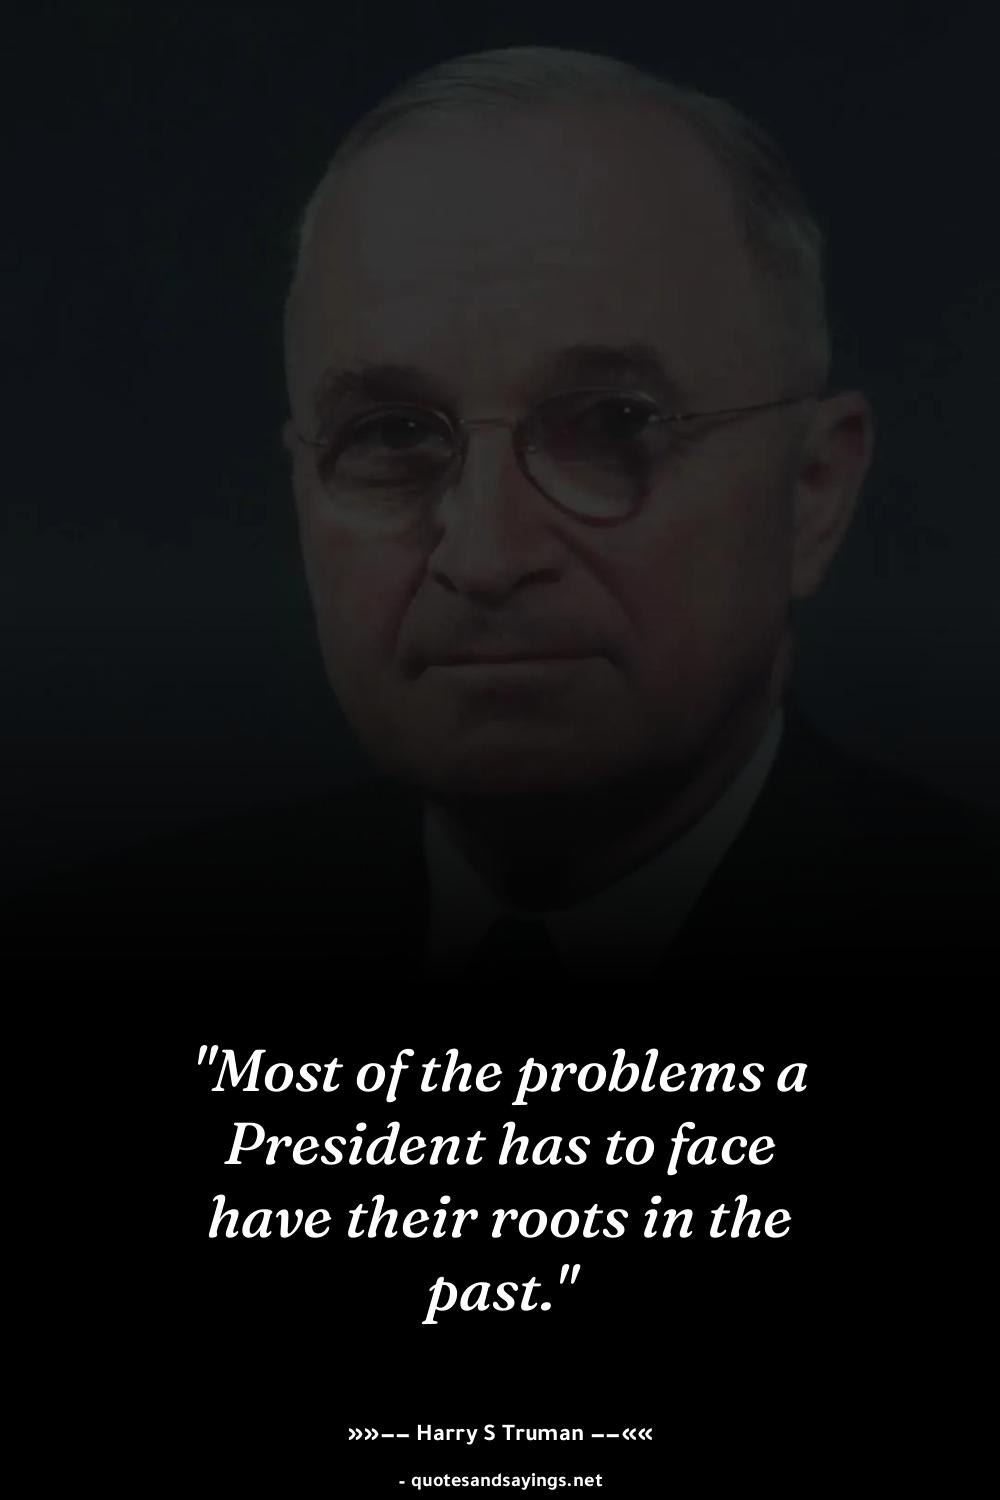 "Most of the problems a
President has to face
have their roots in the
past."
»»–– Harry S Truman ––««
- quotesandsayings.net